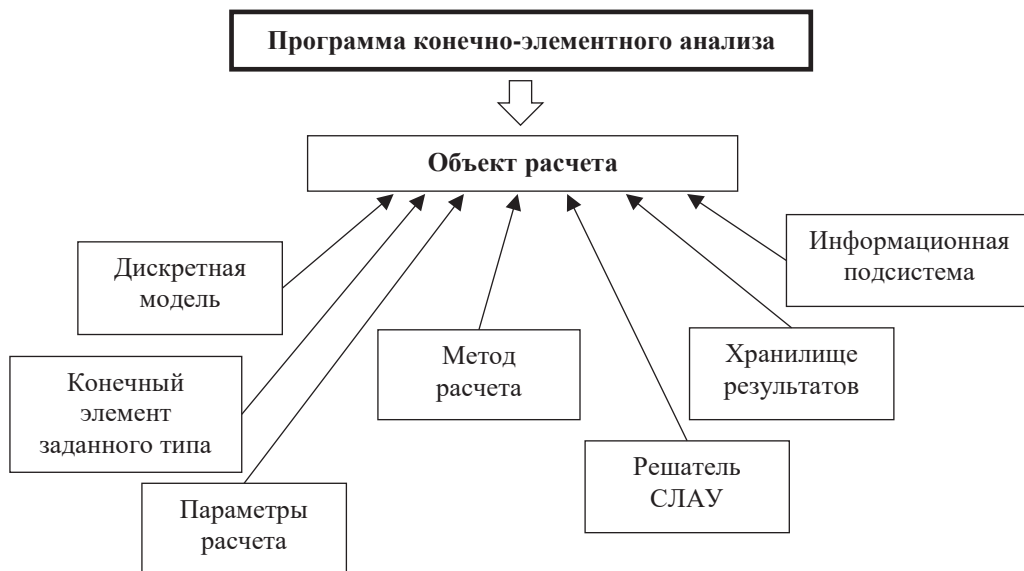 Программа конечно-элементного анализа
Объект расчета
Дискретная
модель
Конечный
элемент
заданного типа
Параметры
расчета
Метод
расчета
Решатель
СЛАУ
Хранилище
результатов
Информационная
подсистема